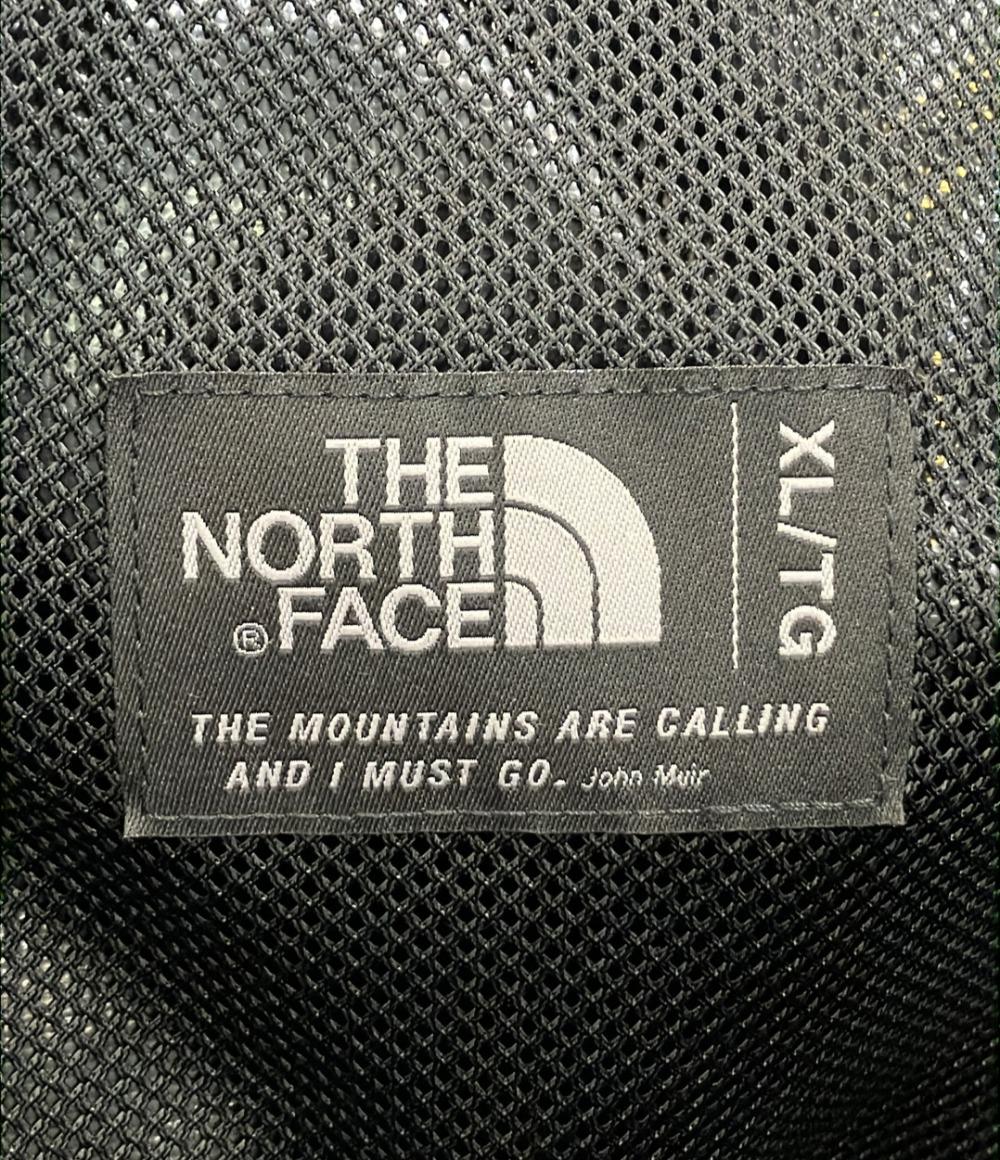 THE
NORTH
® FACE
XL/TG
THE MOUNTAINS ARE CALLING
AND I MUST GO. John Muir